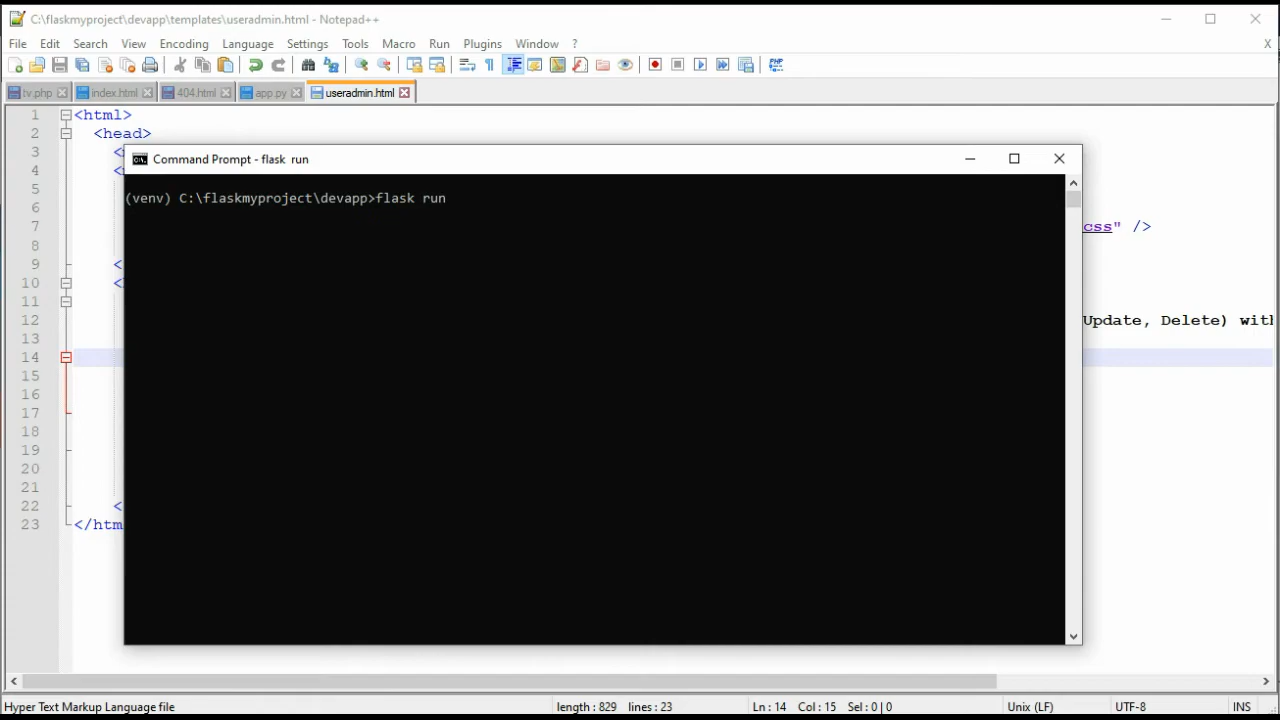 C:\flaskmyproject\devapp\templates\useradmin.html - Notepad++
File Edit Search View Encoding Language Settings Tools Macro Run Plugins Window ? X
tv.php index.html 404.html app.py useradmin.html
1 <html>
2 <head>
Command Prompt - flask run
(venv) C:\flaskmyproject\devapp>flask run
3 <
4 <
5
6
7 css" />
8
9 <
10 <
11
12 Update, Delete) with
13
14
15
16
17
18
19
20
21
22 <
23 </htm
Hyper Text Markup Language file length : 829 lines : 23 Ln : 14 Col : 15 Sel : 0 | 0 Unix (LF) UTF-8 INS